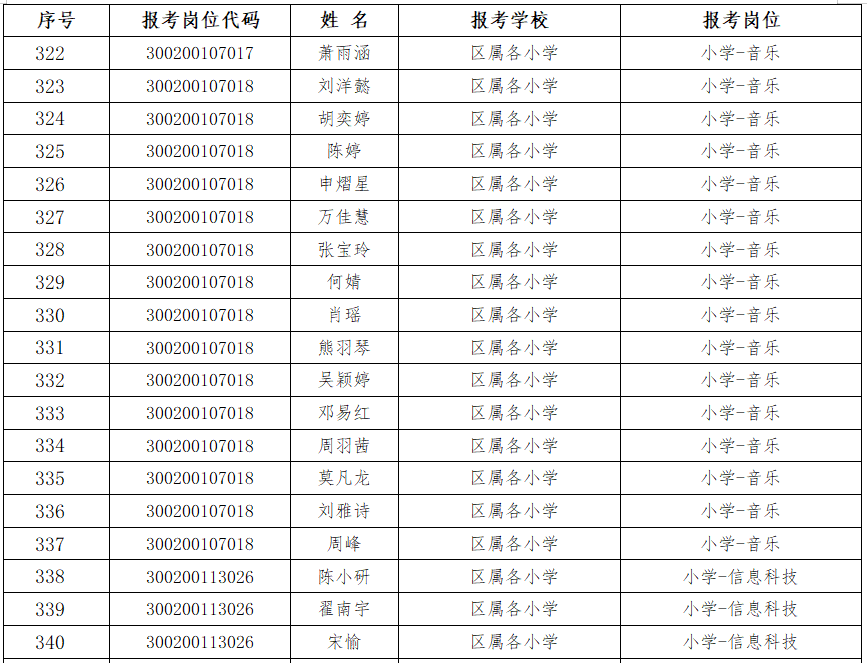 序号 报考岗位代码 姓 名 报考学校 报考岗位
322 300200107017 萧雨涵 区属各小学 小学-音乐
323 300200107018 刘洋懿 区属各小学 小学-音乐
324 300200107018 胡奕婷 区属各小学 小学-音乐
325 300200107018 陈婷 区属各小学 小学-音乐
326 300200107018 申熠星 区属各小学 小学-音乐
327 300200107018 万佳慧 区属各小学 小学-音乐
328 300200107018 张宝玲 区属各小学 小学-音乐
329 300200107018 何婧 区属各小学 小学-音乐
330 300200107018 肖瑶 区属各小学 小学-音乐
331 300200107018 熊羽琴 区属各小学 小学-音乐
332 300200107018 吴颖婷 区属各小学 小学-音乐
333 300200107018 邓易红 区属各小学 小学-音乐
334 300200107018 周羽茜 区属各小学 小学-音乐
335 300200107018 莫凡龙 区属各小学 小学-音乐
336 300200107018 刘雅诗 区属各小学 小学-音乐
337 300200107018 周峰 区属各小学 小学-音乐
338 300200113026 陈小研 区属各小学 小学-信息科技
339 300200113026 翟南宇 区属各小学 小学-信息科技
340 300200113026 宋愉 区属各小学 小学-信息科技